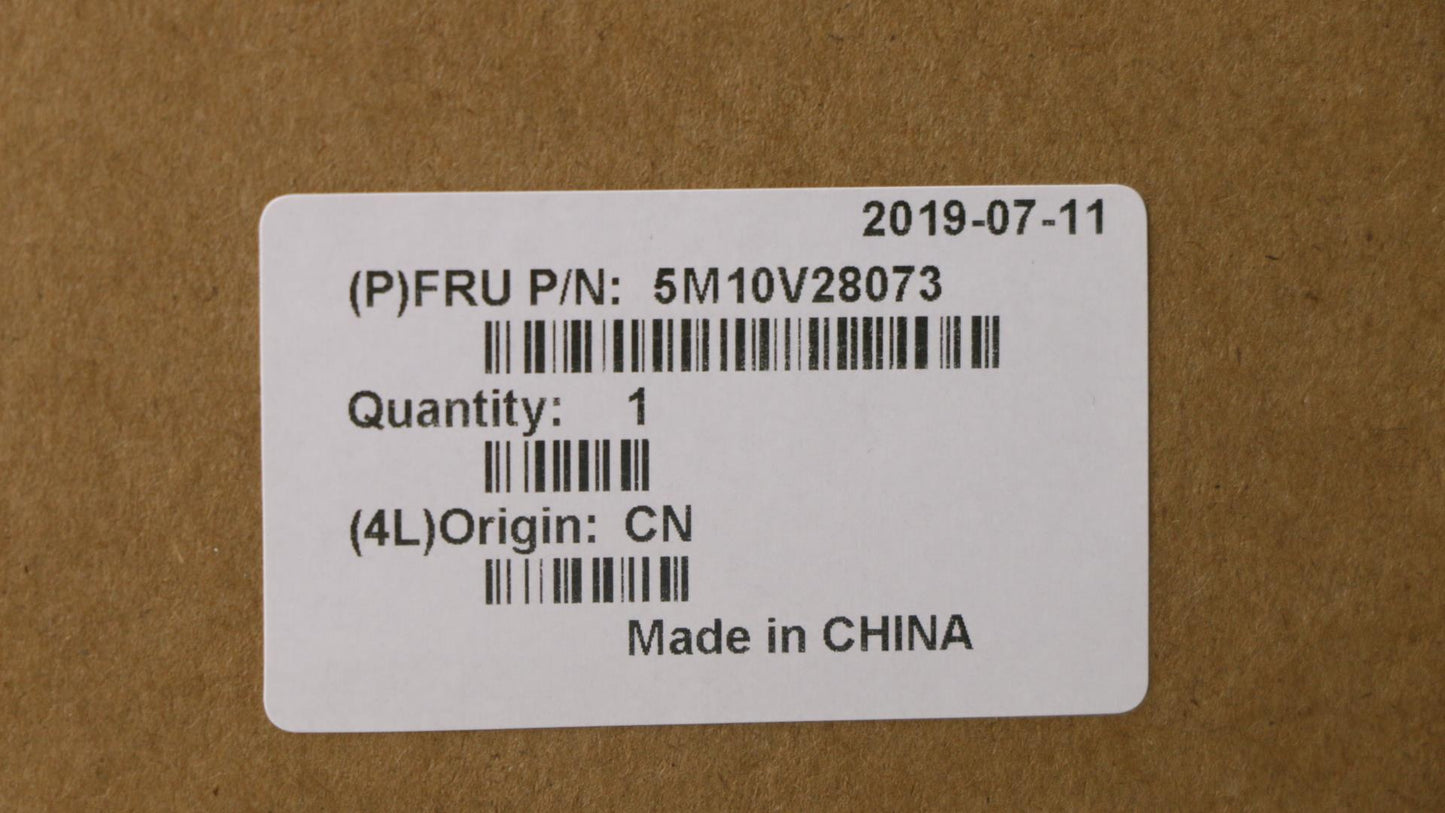 2019-07-11
(P)FRU P/N: 5M10V28073
Quantity: 1
(4L)Origin: CN
Made in CHINA